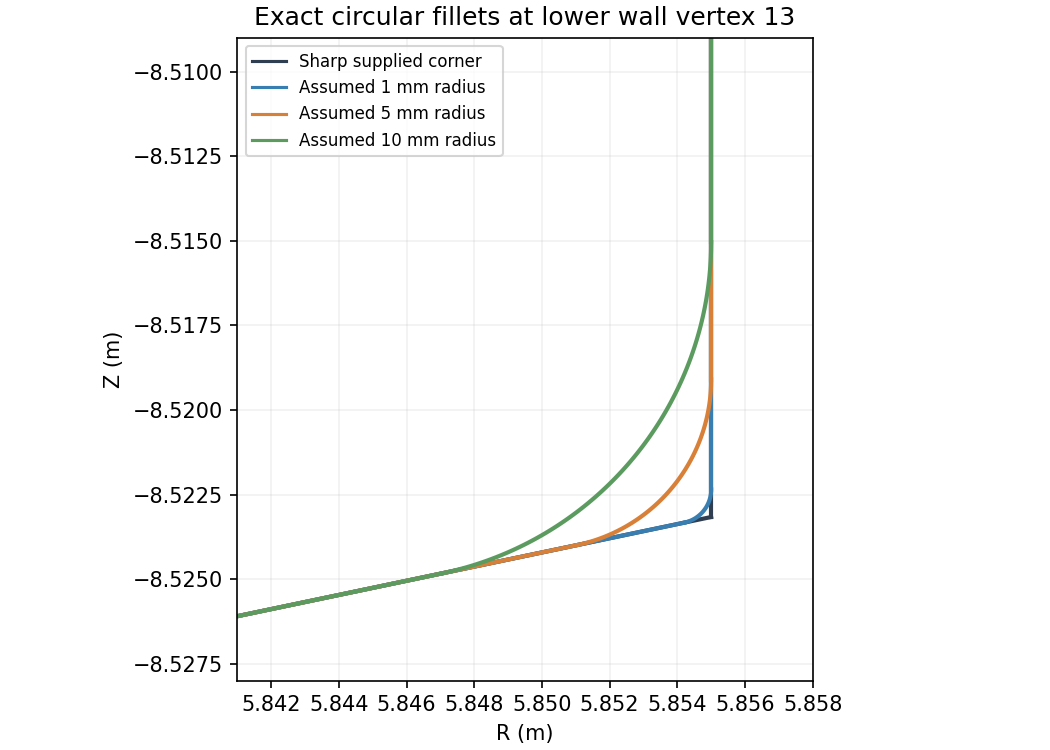 Exact circular fillets at lower wall vertex 13
Sharp supplied corner
Assumed 1 mm radius
Assumed 5 mm radius
Assumed 10 mm radius
−8.5100
−8.5125
−8.5150
−8.5175
−8.5200
−8.5225
−8.5250
−8.5275
Z (m)
5.842 5.844 5.846 5.848 5.850 5.852 5.854 5.856 5.858
R (m)